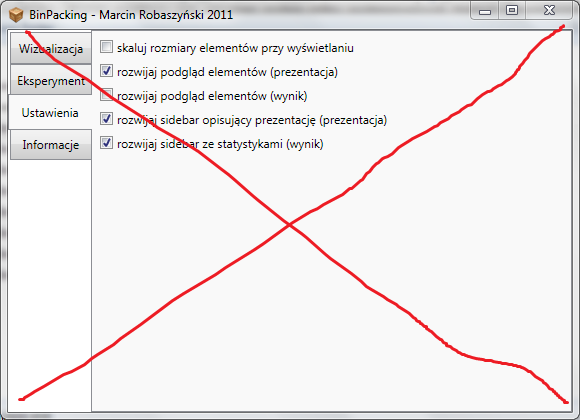 BinPacking - Marcin Robaszyński 2011
Wizualizacja
Eksperyment
Ustawienia
Informacje
skaluj rozmiary elementów przy wyświetlaniu
rozwijaj podgląd elementów (prezentacja)
rozwijaj podgląd elementów (wynik)
rozwijaj sidebar opisujący prezentację (prezentacja)
rozwijaj sidebar ze statystykami (wynik)